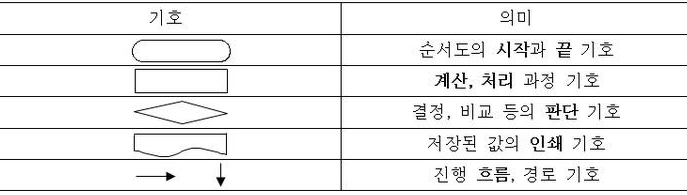 기호 의미
순서도의 시작과 끝 기호
계산, 처리 과정 기호
결정, 비교 등의 판단 기호
저장된 값의 인쇄 기호
진행 흐름, 경로 기호